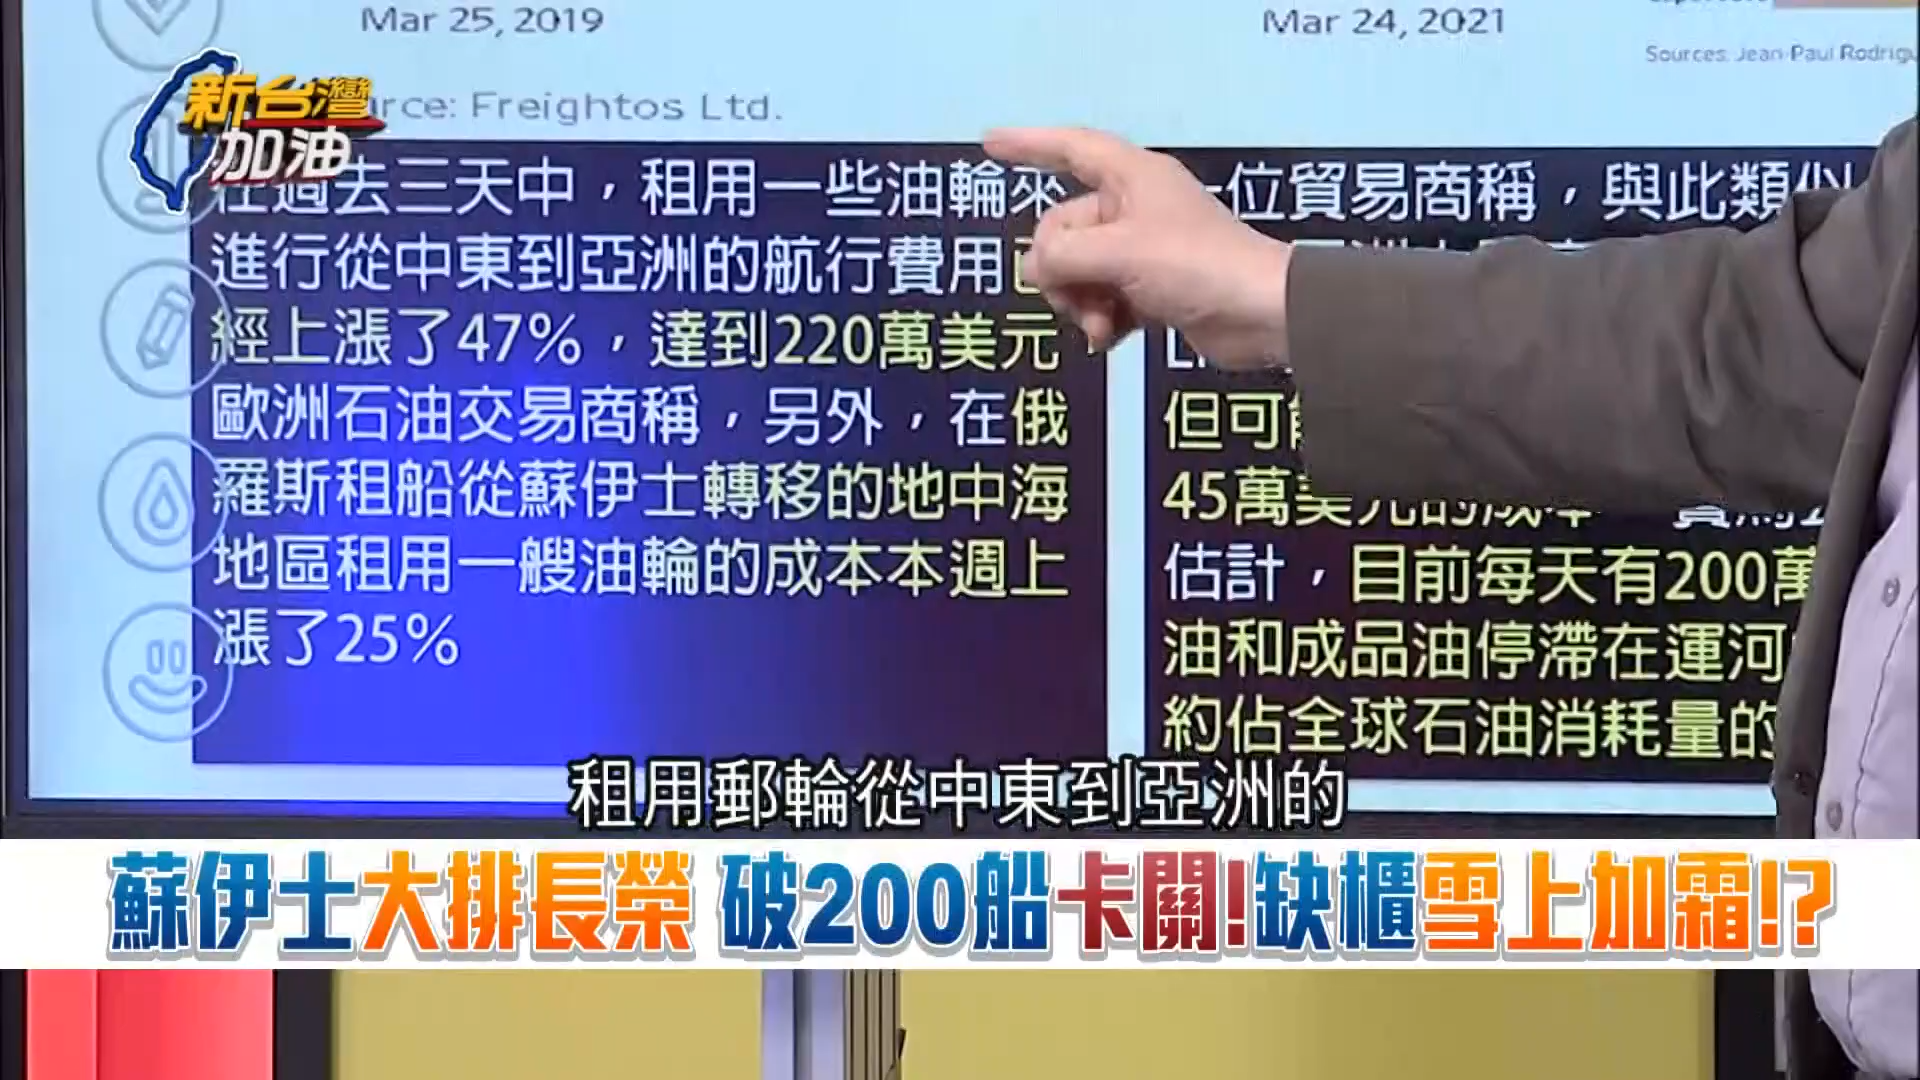 Mar 25, 2019
Mar 24, 2021
Sources: Jean-Paul
新台灣
加油
Freightos Ltd.
過去三天中，租用一些油輪來
進行從中東到亞洲的航行費用
經上漲了47%，達到220萬美元
歐洲石油交易商稱，另外，在俄
羅斯租船從蘇伊士轉移的地中海
地區租用一艘油輪的成本本週上
漲了25%
位貿易商稱，與此類似
但可
45萬美元的成本
估計，目前每天有200萬
油和成品油停滯在運河
約佔全球石油消耗量的
租用郵輪從中東到亞洲的
蘇伊士大排長榮 破200船卡關!缺櫃雪上加霜!?